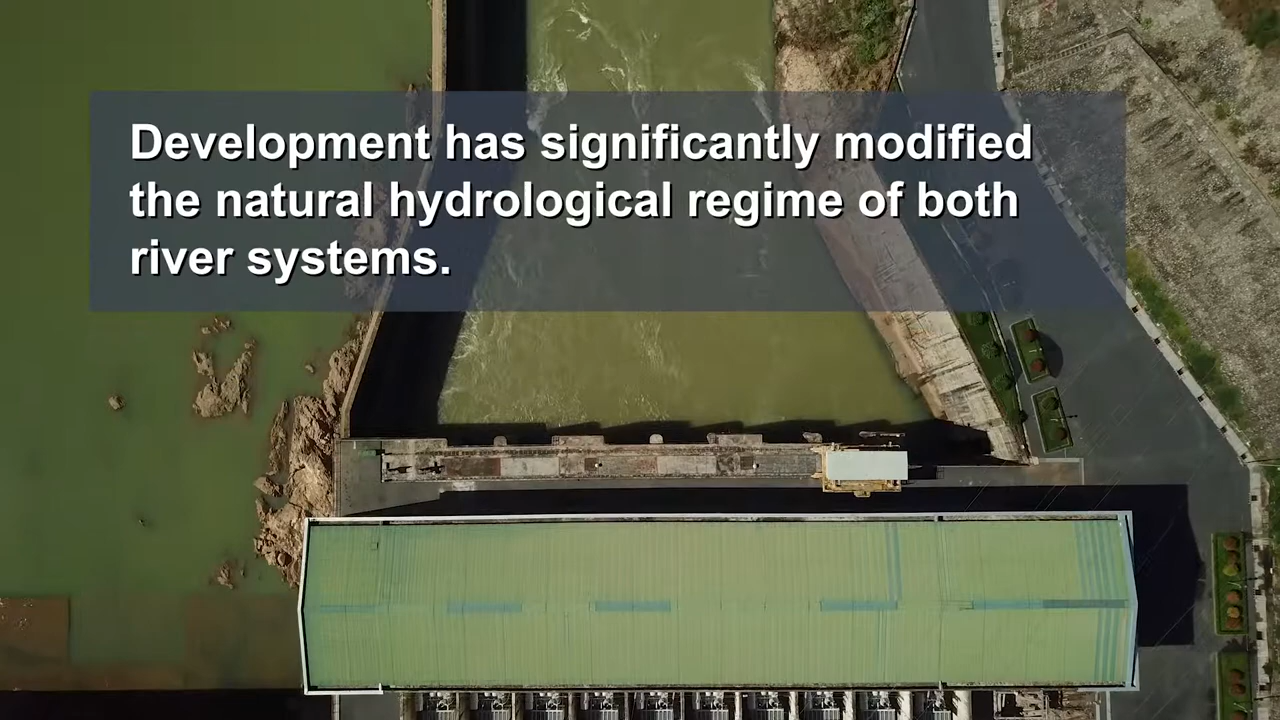 Development has significantly modified
the natural hydrological regime of both
river systems.